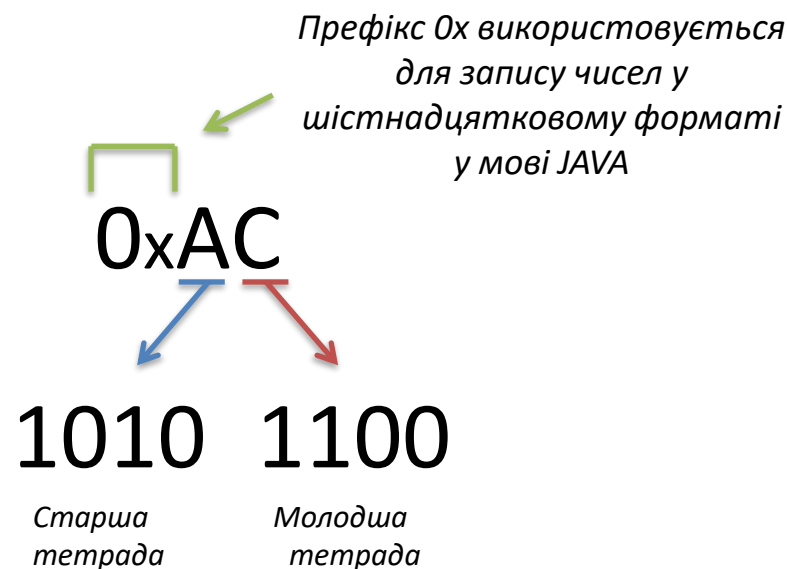 Префікс 0x використовується
для запису чисел у
шістнадцятковому форматі
у мові JAVA
0xAC
1010 1100
Старша Молодша
тетрада тетрада